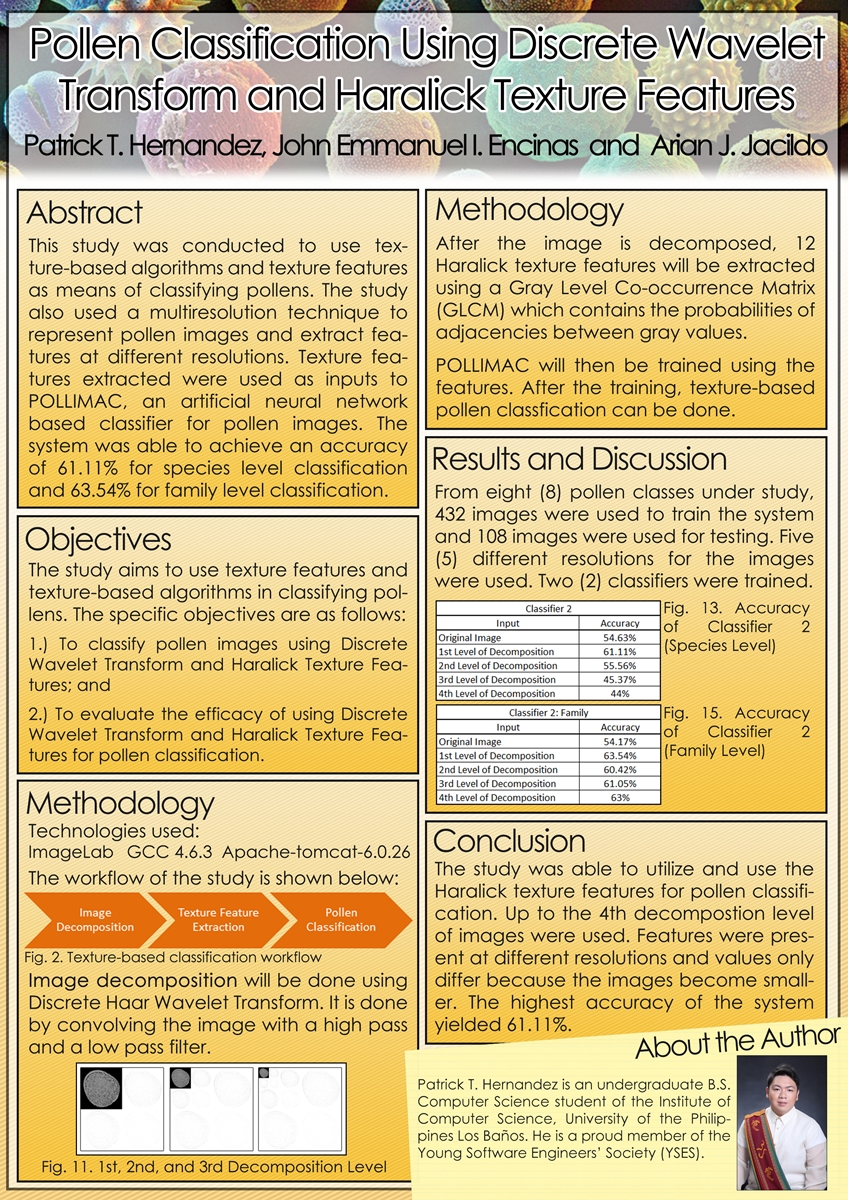 Pollen Classification Using Discrete Wavelet
Transform and Haralick Texture Features
Patrick T. Hernandez, John Emmanuel I. Encinas and Arian J. Jacildo
Abstract
This study was conducted to use tex-
ture-based algorithms and texture features
as means of classifying pollens. The study
also used a multiresolution technique to
represent pollen images and extract fea-
tures at different resolutions. Texture fea-
tures extracted were used as inputs to
POLLIMAC, an artificial neural network
based classifier for pollen images. The
system was able to achieve an accuracy
of 61.11% for species level classification
and 63.54% for family level classification.
Objectives
The study aims to use texture features and
texture-based algorithms in classifying pol-
lens. The specific objectives are as follows:
1.) To classify pollen images using Discrete
Wavelet Transform and Haralick Texture Fea-
tures; and
2.) To evaluate the efficacy of using Discrete
Wavelet Transform and Haralick Texture Fea-
tures for pollen classification.
Methodology
Technologies used:
ImageLab GCC 4.6.3 Apache-tomcat-6.0.26
The workflow of the study is shown below:
Image
Decomposition
Texture Feature
Extraction
Pollen
Classification
Fig. 2. Texture-based classification workflow
Image decomposition will be done using
Discrete Haar Wavelet Transform. It is done
by convolving the image with a high pass
and a low pass filter.
Fig. 11. 1st, 2nd, and 3rd Decomposition Level
Methodology
After the image is decomposed, 12
Haralick texture features will be extracted
using a Gray Level Co-occurrence Matrix
(GLCM) which contains the probabilities of
adjacencies between gray values.
POLLIMAC will then be trained using the
features. After the training, texture-based
pollen classfication can be done.
Results and Discussion
From eight (8) pollen classes under study,
432 images were used to train the system
and 108 images were used for testing. Five
(5) different resolutions for the images
were used. Two (2) classifiers were trained.
Classifier 2
Input Accuracy
Original Image 54.63%
1st Level of Decomposition 61.11%
2nd Level of Decomposition 55.56%
3rd Level of Decomposition 45.37%
4th Level of Decomposition 44%
Fig. 13. Accuracy
of Classifier 2
(Species Level)
Classifier 2: Family
Input Accuracy
Original Image 54.17%
1st Level of Decomposition 63.54%
2nd Level of Decomposition 60.42%
3rd Level of Decomposition 61.05%
4th Level of Decomposition 63%
Fig. 15. Accuracy
of Classifier 2
(Family Level)
Conclusion
The study was able to utilize and use the
Haralick texture features for pollen classifi-
cation. Up to the 4th decompostion level
of images were used. Features were pres-
ent at different resolutions and values only
differ because the images become small-
er. The highest accuracy of the system
yielded 61.11%.
About the Author
Patrick T. Hernandez is an undergraduate B.S.
Computer Science student of the Institute of
Computer Science, University of the Philip-
pines Los Baños. He is a proud member of the
Young Software Engineers' Society (YSES).